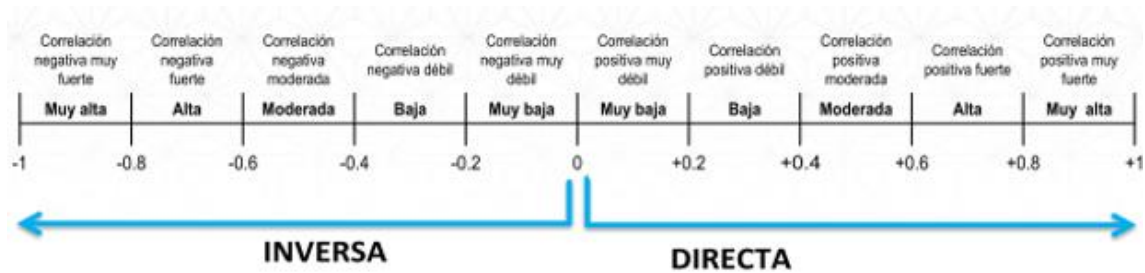 Correlación negativa muy fuerte
Correlación negativa fuerte
Correlación negativa moderada
Correlación negativa débil
Correlación negativa muy débil
Correlación positiva muy débil
Correlación positiva débil
Correlación positiva moderada
Correlación positiva fuerte
Correlación positiva muy fuerte
Muy alta Alta Moderada Baja Muy baja Muy baja Baja Moderada Alta Muy alta
-1 -0.8 -0.6 -0.4 -0.2 0 +0.2 +0.4 +0.6 +0.8 +1
INVERSA DIRECTA